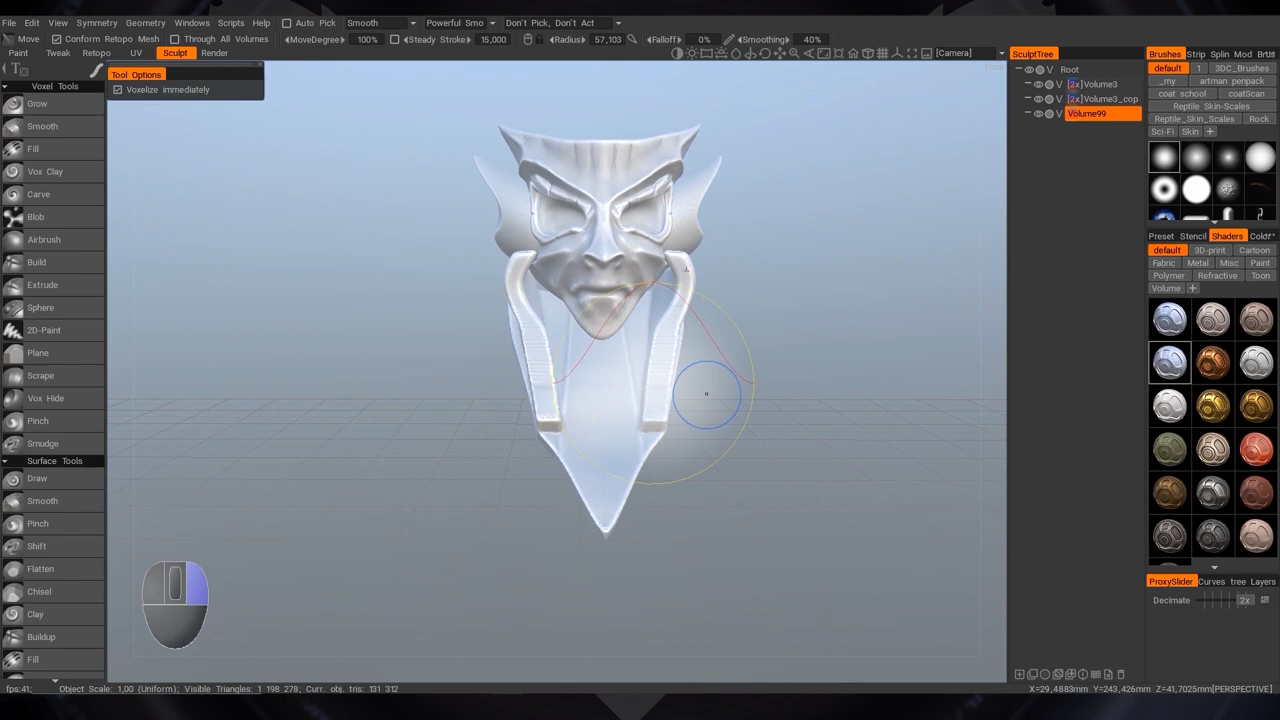 File Edit View Symmetry Geometry Windows Scripts Help Auto Pick Smooth Powerful Smo Don't Pick, Don't Act
Move Conform Retopo Mesh Through All Volumes MoveDegree 100% Steady Stroke 15,000 Radius 57,103 Falloff 0% Smoothing 40%
Paint Tweak Retopo UV Sculpt Render [Camera]
Front
Tool Options
Voxelize immediately
Voxel Tools
Grow
Smooth
Fill
Vox Clay
Carve
Blob
Airbrush
Build
Extrude
Sphere
2D-Paint
Plane
Scrape
Vox Hide
Pinch
Smudge
Surface Tools
Draw
Smooth
Pinch
Shift
Flatten
Chisel
Clay
Buildup
Fill
SculptTree
Root
V [2x]Volume3
V [2x]Volume3_cop
V Volume99
Brushes Strip Splin Mod
default 1 3DC_Brushes
_my artman penpack
coat school coatScan
Reptile Skin-Scales
Reptile_Skin_Scales Rock
Sci-Fi Skin +
Preset Stencil Shaders
default 3D-print Cartoon
Fabric Metal Misc Paint
Polymer Refractive Toon
Volume +
ProxySlider Curves tree Layers
Decimate 2x
fps:41; Object Scale: 1,00 (Uniform); Visible Triangles: 1 198 278; Curr. obj. tris: 131 312
X=29,4883mm Y=243,426mm Z=41,7025mm[PERSPECTIVE]